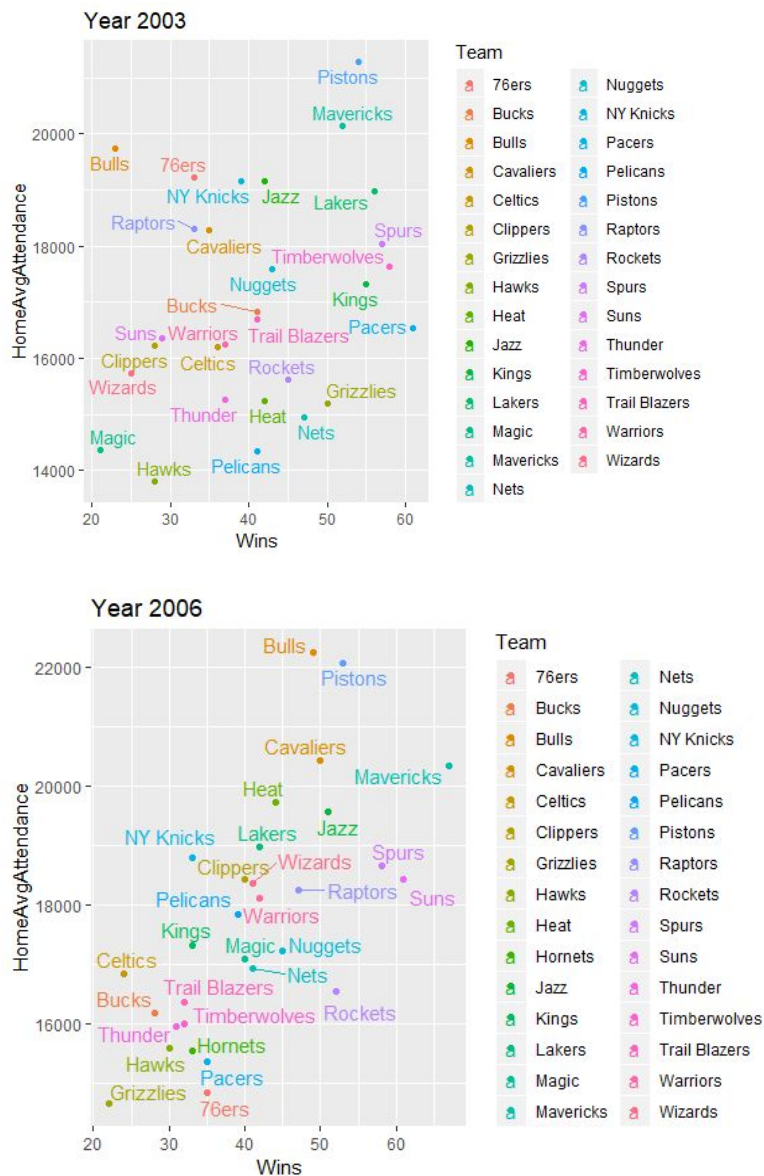 Year 2003
HomeAvgAttendance
20000
18000
16000
14000
Pistons
Mavericks
Bulls
76ers
NY Knicks
Jazz
Lakers
Raptors
Cavaliers
Spurs
Timberwolves
Nuggets
Kings
Bucks
Pacers
Suns
Warriors
Trail Blazers
Clippers
Celtics
Rockets
Wizards
Grizzlies
Thunder
Heat
Nets
Magic
Hawks
Pelicans
20 30 40 50 60
Wins
Team
76ers
Bucks
Bulls
Cavaliers
Celtics
Clippers
Grizzlies
Hawks
Heat
Jazz
Kings
Lakers
Magic
Mavericks
Nets
Nuggets
NY Knicks
Pacers
Pelicans
Pistons
Raptors
Rockets
Spurs
Suns
Thunder
Timberwolves
Trail Blazers
Warriors
Wizards
Year 2006
HomeAvgAttendance
22000
20000
18000
16000
Bulls
Pistons
Cavaliers
Mavericks
Heat
Jazz
NY Knicks
Lakers
Spurs
Clippers
Wizards
Raptors
Suns
Pelicans
Warriors
Kings
Magic
Nuggets
Celtics
Nets
Trail Blazers
Bucks
Timberwolves
Rockets
Thunder
Hornets
Hawks
Pacers
Grizzlies
76ers
20 30 40 50 60
Wins
Team
76ers
Bucks
Bulls
Cavaliers
Celtics
Clippers
Grizzlies
Hawks
Heat
Hornets
Jazz
Kings
Lakers
Magic
Mavericks
Nets
Nuggets
NY Knicks
Pacers
Pelicans
Pistons
Raptors
Rockets
Spurs
Suns
Thunder
Timberwolves
Trail Blazers
Warriors
Wizards